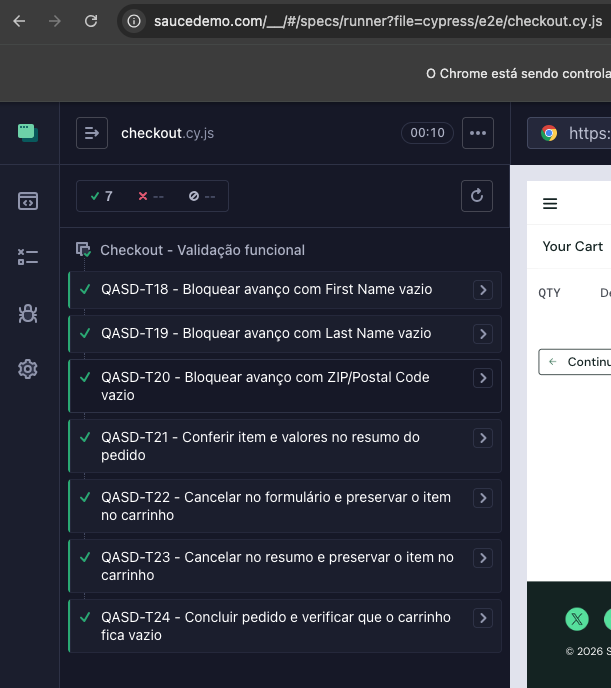 saucedemo.com/__/#/specs/runner?file=cypress/e2e/checkout.cy.js
O Chrome está sendo controla
checkout.cy.js
00:10
https:
7
--
--
Your Cart
Checkout - Validação funcional
QASD-T18 - Bloquear avanço com First Name vazio
QTY
De
QASD-T19 - Bloquear avanço com Last Name vazio
Continu
QASD-T20 - Bloquear avanço com ZIP/Postal Code
vazio
QASD-T21 - Conferir item e valores no resumo do
pedido
QASD-T22 - Cancelar no formulário e preservar o item
no carrinho
QASD-T23 - Cancelar no resumo e preservar o item no
carrinho
QASD-T24 - Concluir pedido e verificar que o carrinho
fica vazio
© 2026 S